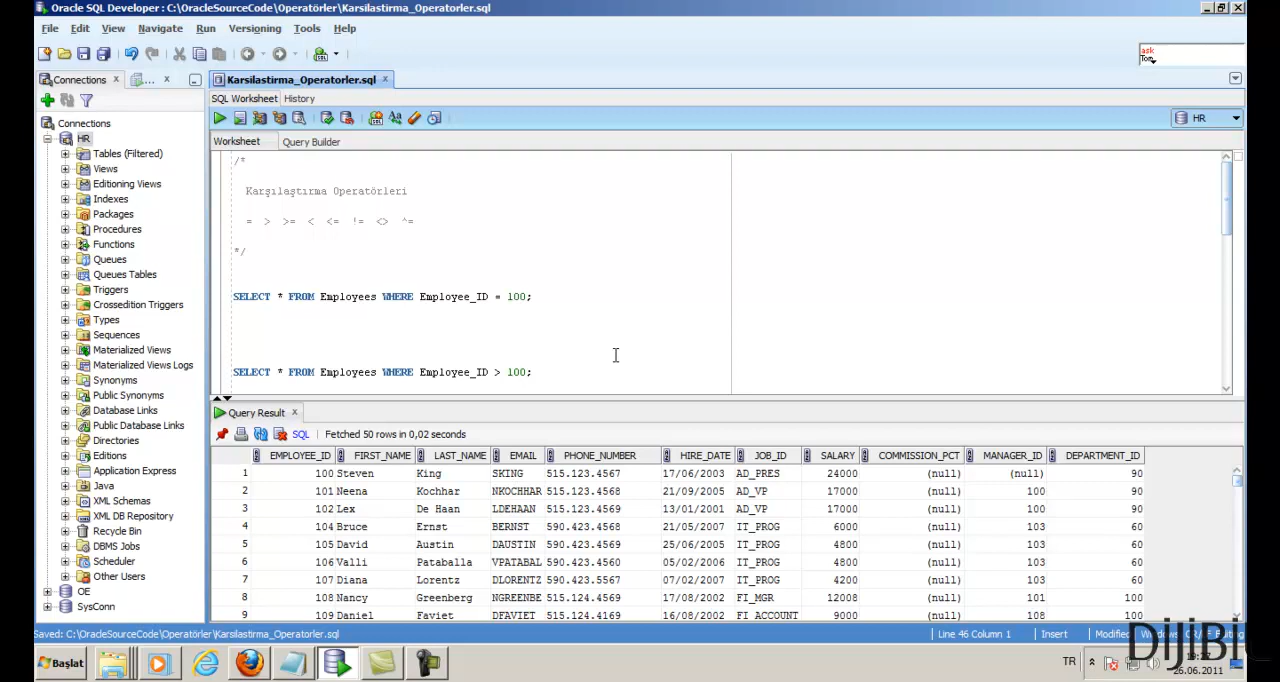 Oracle SQL Developer : C:\OracleSourceCode\Operatörler\Karsilastirma_Operatorler.sql
File Edit View Navigate Run Versioning Tools Help
ask
Tom
Connections
...
Karsilastirma_Operatorler.sql
SQL Worksheet History
HR
Worksheet Query Builder
Connections
HR
Tables (Filtered)
Views
Editioning Views
Indexes
Packages
Procedures
Functions
Queues
Queues Tables
Triggers
Crossedition Triggers
Types
Sequences
Materialized Views
Materialized Views Logs
Synonyms
Public Synonyms
Database Links
Public Database Links
Directories
Editions
Application Express
Java
XML Schemas
XML DB Repository
Recycle Bin
DBMS Jobs
Scheduler
Other Users
OE
SysConn
/*
Karşılaştırma Operatörleri
= > >= < <= != <> ^=
*/
SELECT * FROM Employees WHERE Employee_ID = 100;
SELECT * FROM Employees WHERE Employee_ID > 100;
Query Result
SQL | Fetched 50 rows in 0,02 seconds
EMPLOYEE_ID FIRST_NAME LAST_NAME EMAIL PHONE_NUMBER HIRE_DATE JOB_ID SALARY COMMISSION_PCT MANAGER_ID DEPARTMENT_ID
1 100 Steven King SKING 515.123.4567 17/06/2003 AD_PRES 24000 (null) (null) 90
2 101 Neena Kochhar NKOCHHAR 515.123.4568 21/09/2005 AD_VP 17000 (null) 100 90
3 102 Lex De Haan LDEHAAN 515.123.4569 13/01/2001 AD_VP 17000 (null) 100 90
4 104 Bruce Ernst BERNST 590.423.4568 21/05/2007 IT_PROG 6000 (null) 103 60
5 105 David Austin DAUSTIN 590.423.4569 25/06/2005 IT_PROG 4800 (null) 103 60
6 106 Valli Pataballa VPATABAL 590.423.4560 05/02/2006 IT_PROG 4800 (null) 103 60
7 107 Diana Lorentz DLORENTZ 590.423.5567 07/02/2007 IT_PROG 4200 (null) 103 60
8 108 Nancy Greenberg NGREENBE 515.124.4569 17/08/2002 FI_MGR 12008 (null) 101 100
9 109 Daniel Faviet DFAVIET 515.124.4169 16/08/2002 FI_ACCOUNT 9000 (null) 108 100
Saved: C:\OracleSourceCode\Operatörler\Karsilastirma_Operatorler.sql
Line 46 Column 1 Insert Modified
DiJiBi
Başlat
TR
26.06.2011